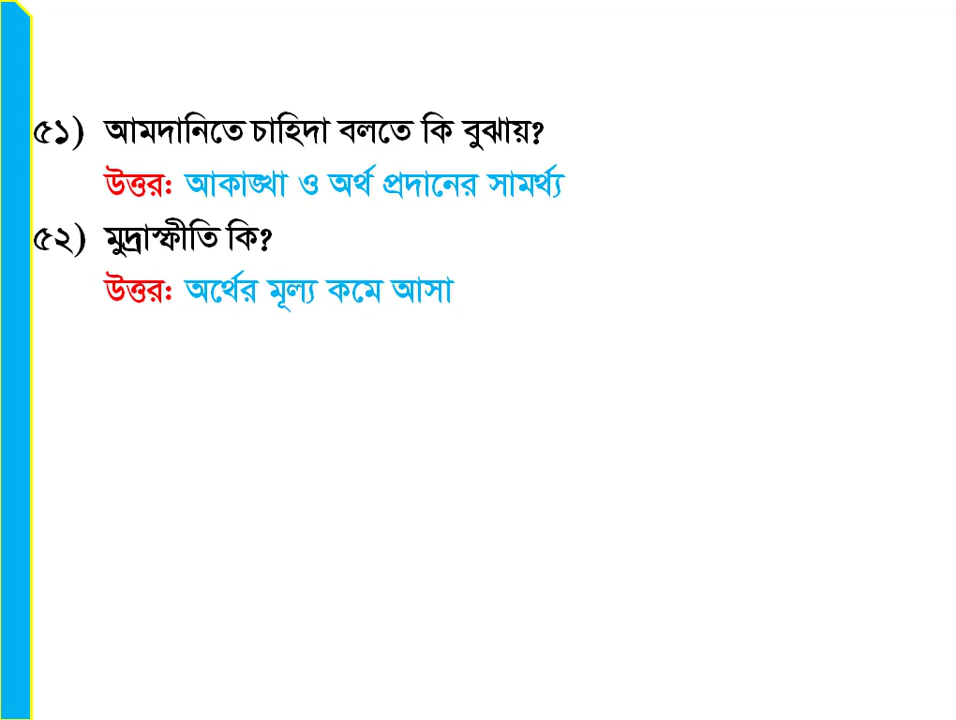 ৫১) আমদানিতে চাহিদা বলতে কি বুঝায়?
উত্তর: আকাঙ্খা ও অর্থ প্রদানের সামর্থ্য
৫২) মুদ্রাস্ফীতি কি?
উত্তর: অর্থের মূল্য কমে আসা